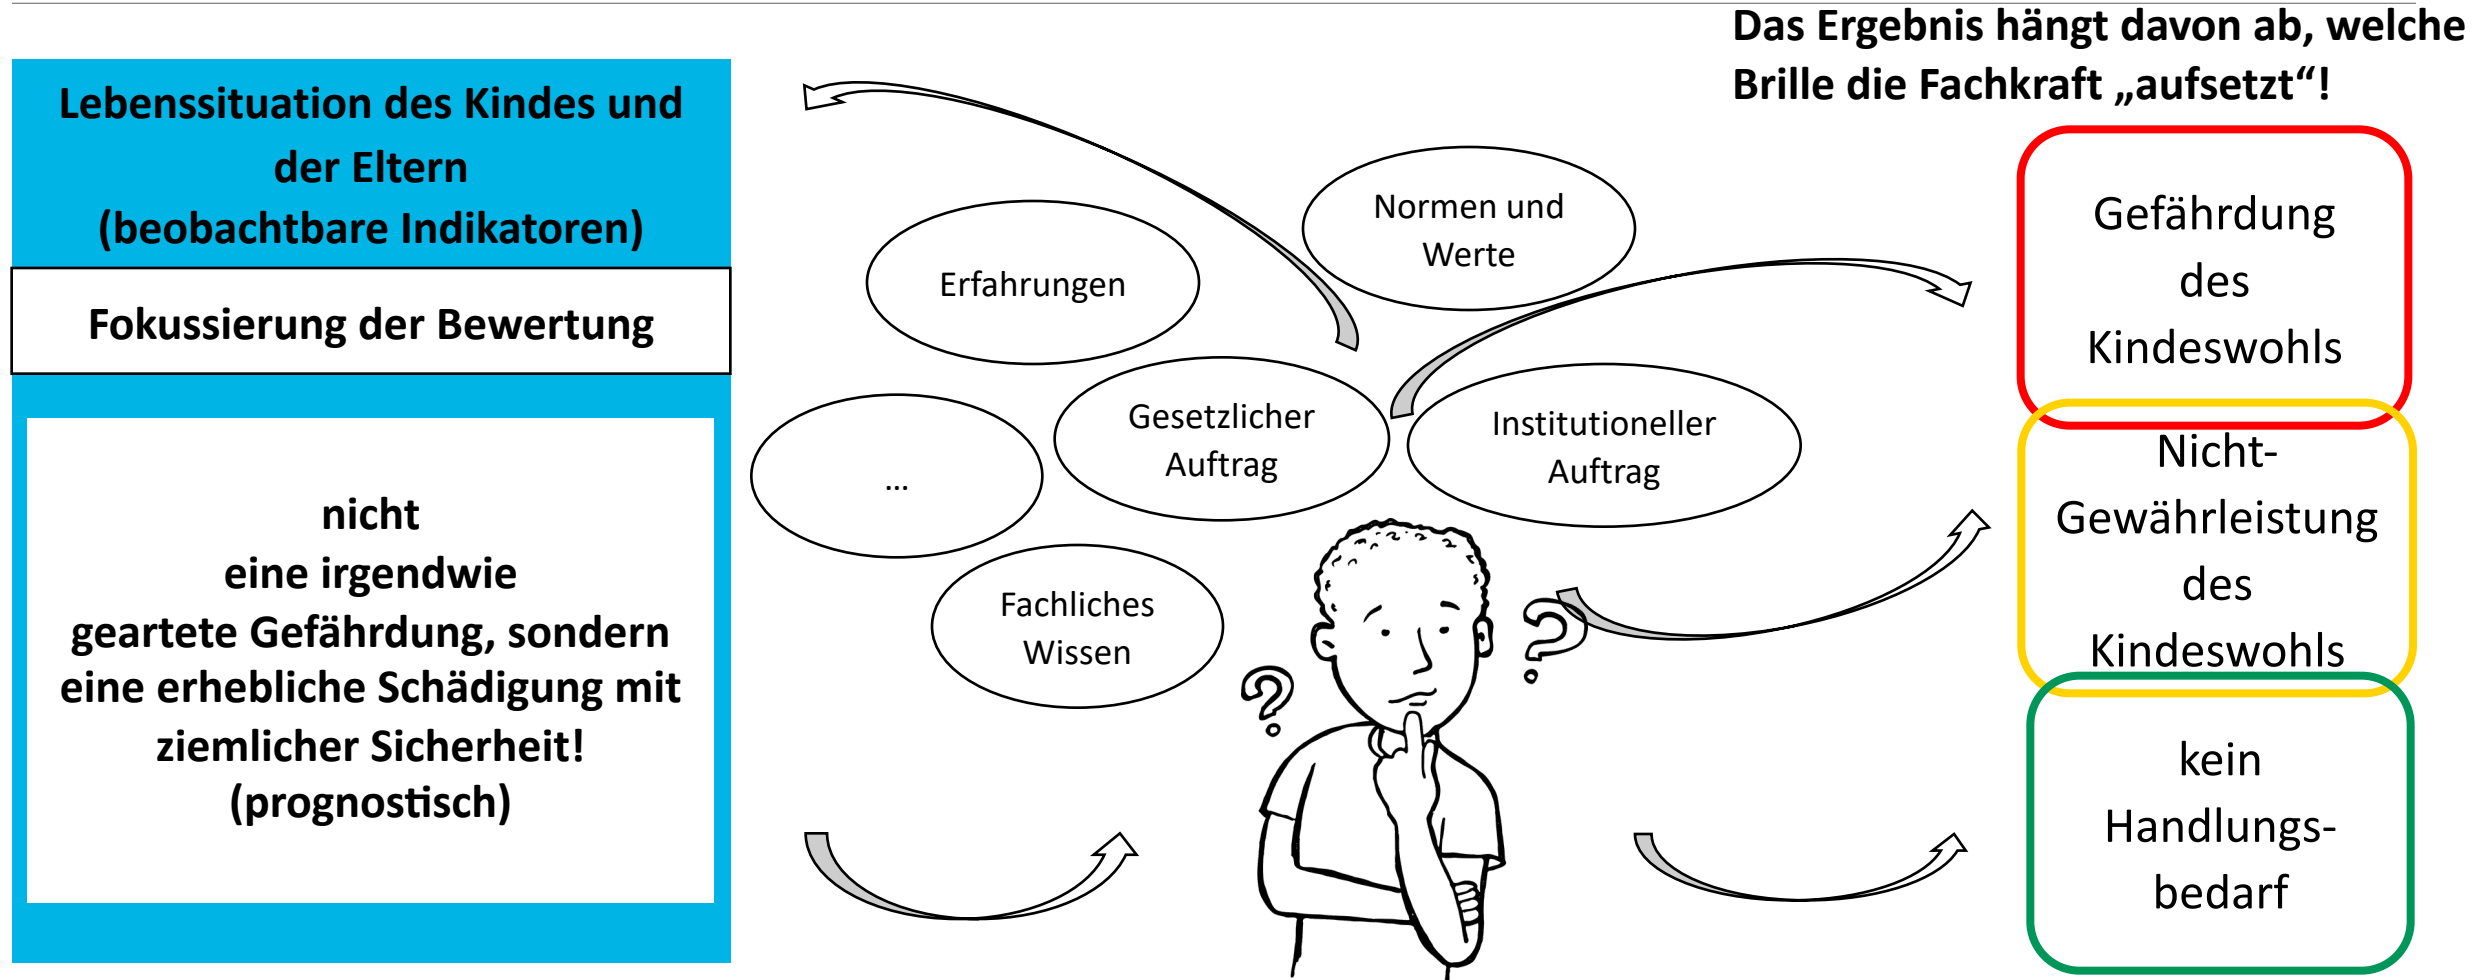 Das Ergebnis hängt davon ab, welche
Brille die Fachkraft „aufsetzt“!
Lebenssituation des Kindes und
der Eltern
(beobachtbare Indikatoren)
Fokussierung der Bewertung
nicht
eine irgendwie
geartete Gefährdung, sondern
eine erhebliche Schädigung mit
ziemlicher Sicherheit!
(prognostisch)
Normen und
Werte
Erfahrungen
Gesetzlicher
Auftrag
Institutioneller
Auftrag
...
Fachliches
Wissen
? ?
Gefährdung
des
Kindeswohls
Nicht-
Gewährleistung
des
Kindeswohls
kein
Handlungs-
bedarf